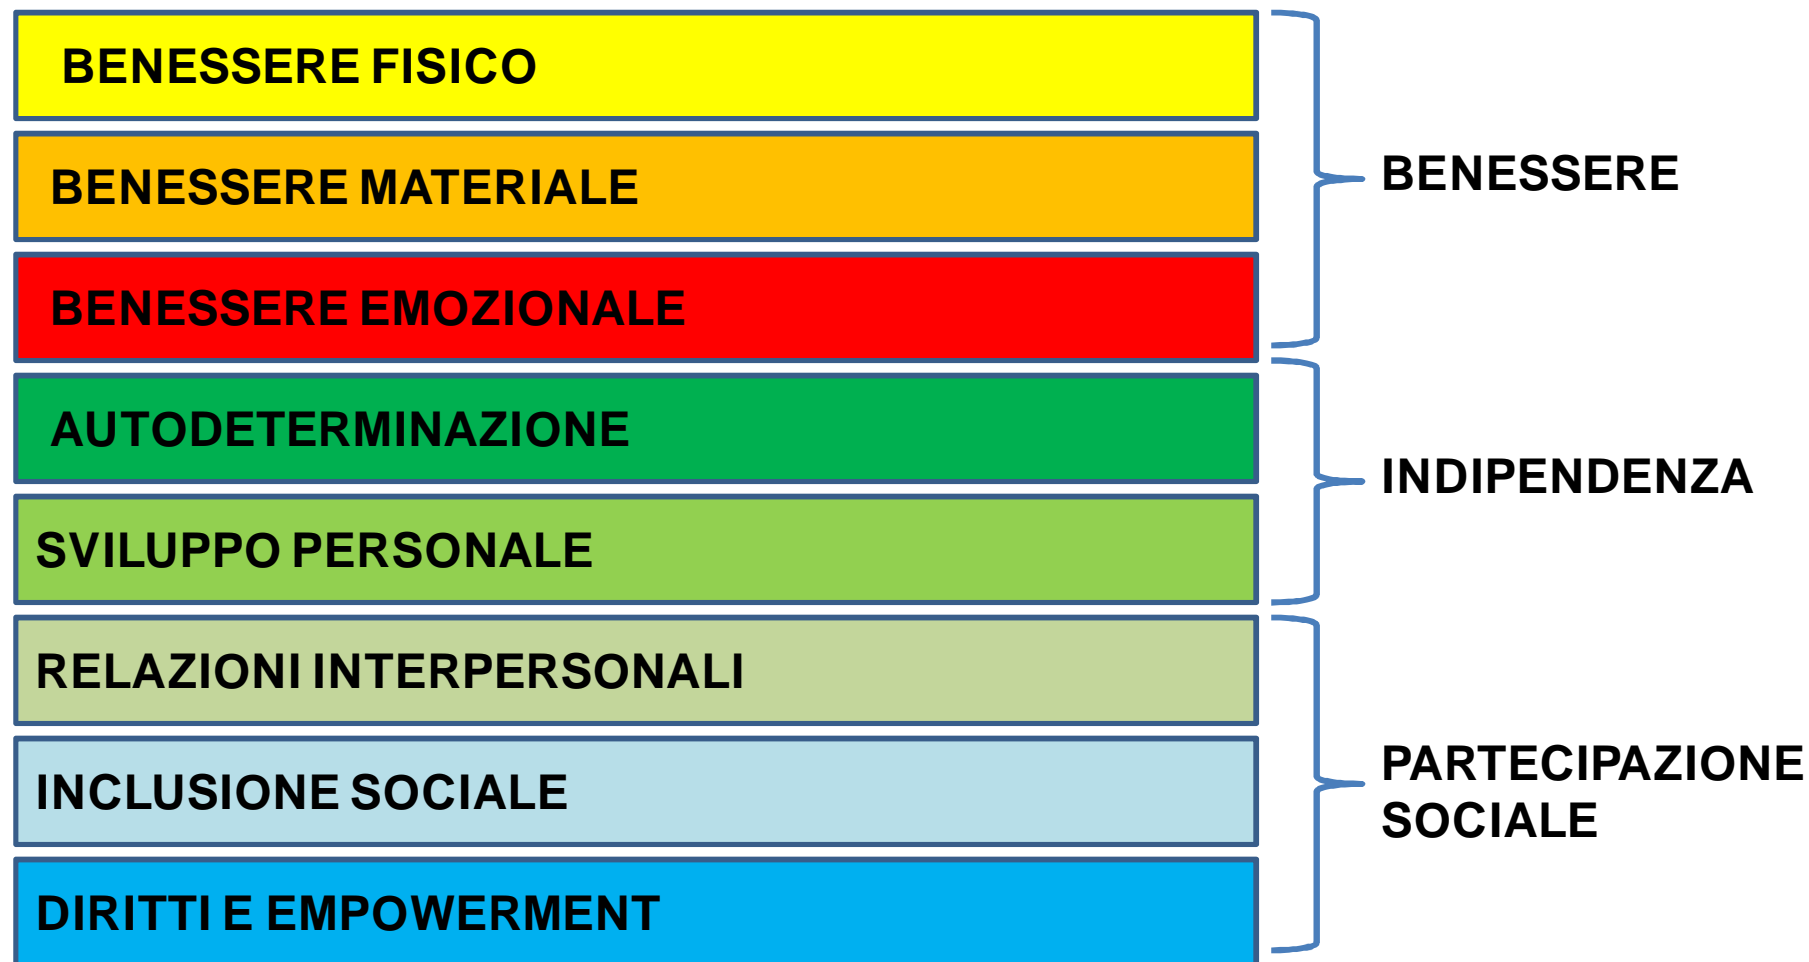 BENESSERE FISICO
BENESSERE MATERIALE
BENESSERE EMOZIONALE
BENESSERE
AUTODETERMINAZIONE
SVILUPPO PERSONALE
INDIPENDENZA
RELAZIONI INTERPERSONALI
INCLUSIONE SOCIALE
DIRITTI E EMPOWERMENT
PARTECIPAZIONE
SOCIALE